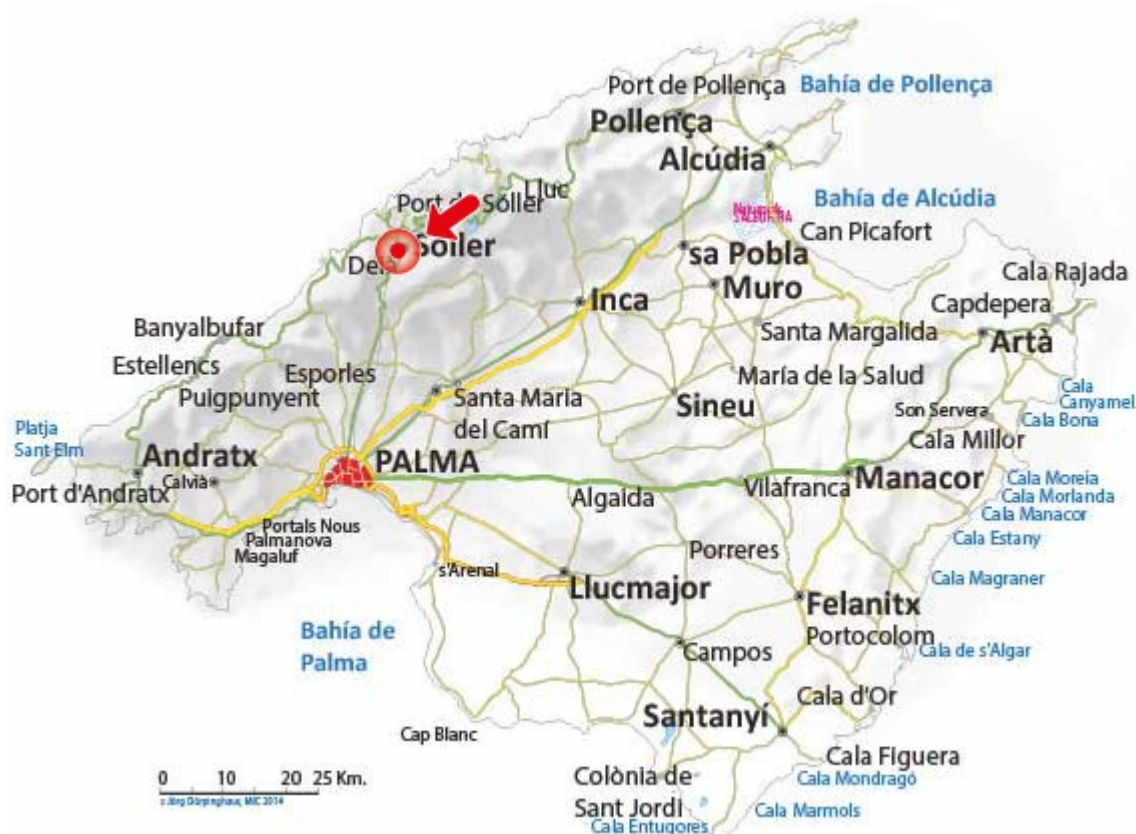 Port de Pollença
Bahía de Pollença
Pollença
Alcúdia
Lluc
Port de Sóller
Bahía de Alcúdia
Can Picafort
Sóller
sa Pobla
Cala Rajada
Muro
Inca
Capdepera
Banyalbufar
Santa Margalida
Artà
Estellencs
Esporles
María de la Salud
Puigpunyent
Santa Maria
del Camí
Sineu
Cala
Canyamel
Son Servera
Cala Bona
Platja
Sant Elm
Cala Millor
Andratx
PALMA
Calvià
Manacor
Cala Moreia
Port d'Andratx
Algaida
Vilafranca
Cala Morlanda
Cala Manacor
Portals Nous
Palmanova
Magaluf
Cala Estany
Porreres
s'Arenal
Llucmajor
Cala Magraner
Felanitx
Bahía de
Palma
Portocolom
Cala de s'Algar
Campos
Cala d'Or
Santanyí
Cap Blanc
Cala Figuera
0 10 20 25 Km.
Colònia de
Sant Jordi
Cala Mondragó
Cala Marmols
Cala Entugores